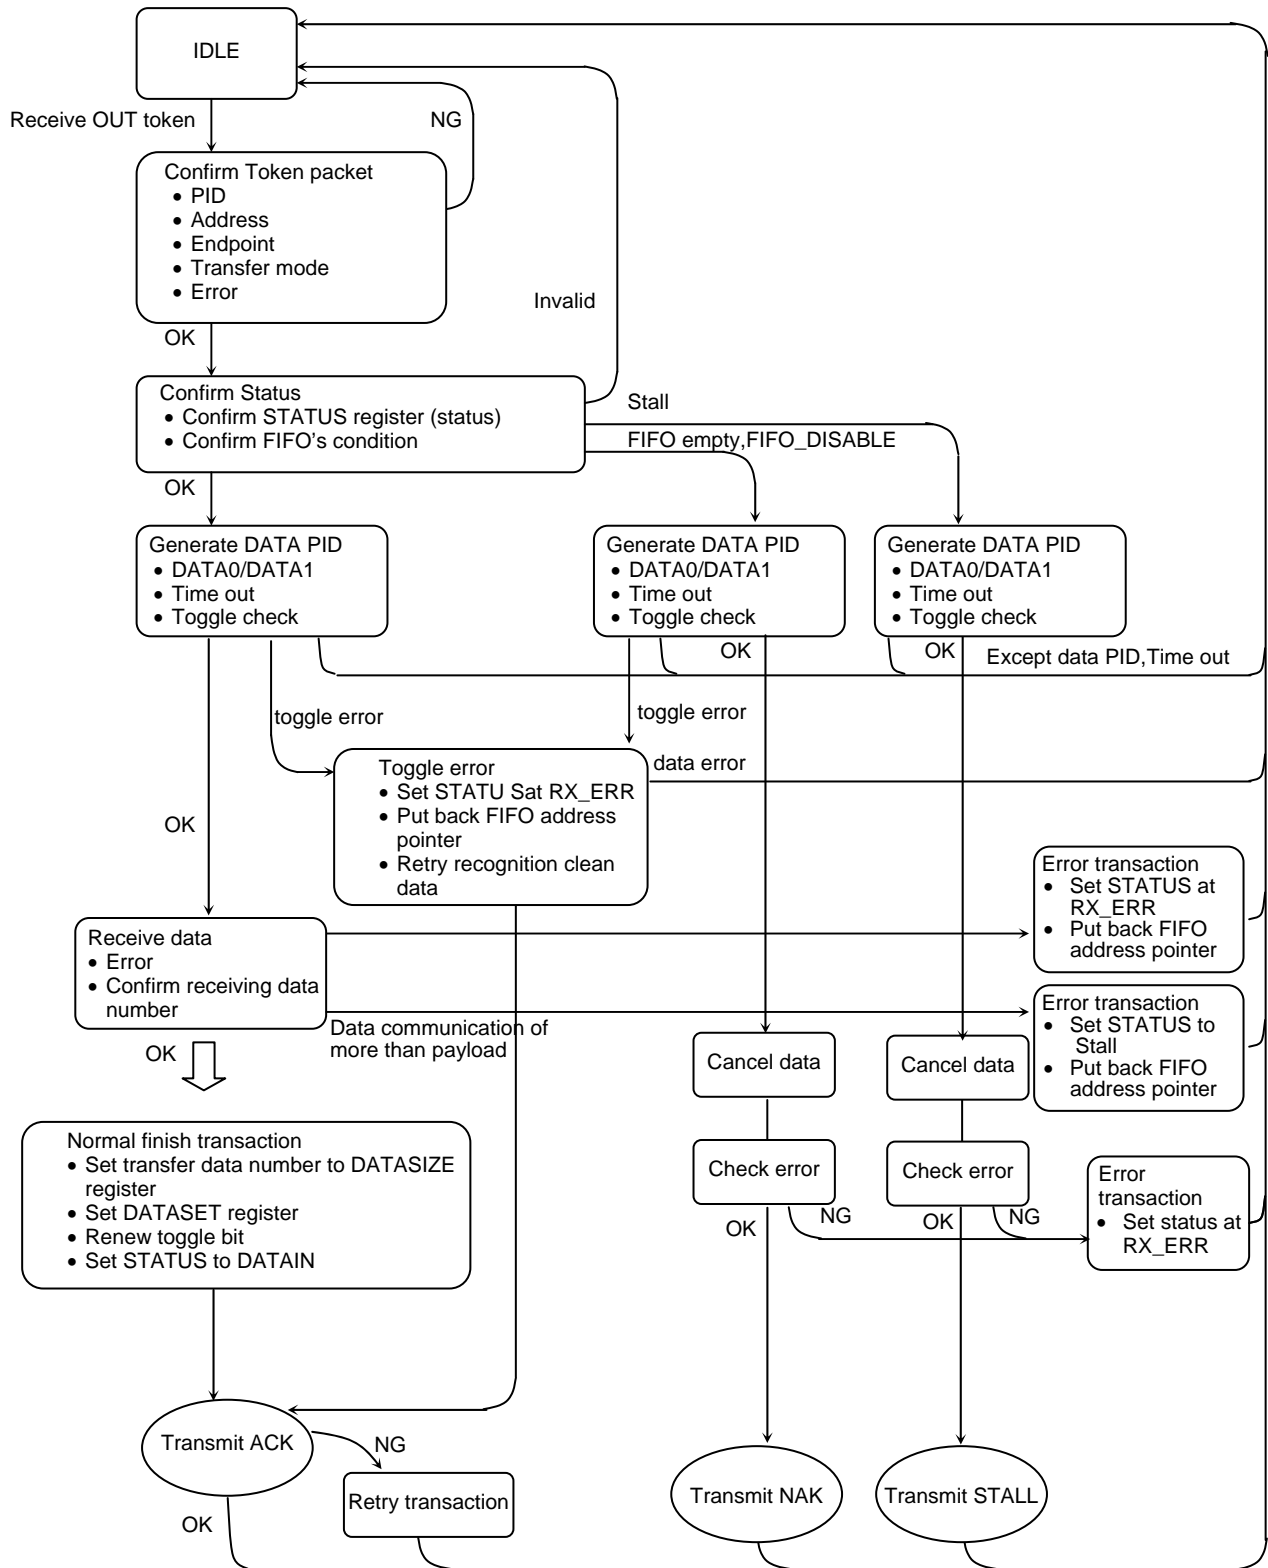 IDLE
Receive OUT token
NG
Confirm Token packet
• PID
• Address
• Endpoint
• Transfer mode
• Error
Invalid
OK
Confirm Status
• Confirm STATUS register (status)
• Confirm FIFO’s condition
Stall
FIFO empty,FIFO_DISABLE
OK
Generate DATA PID
• DATA0/DATA1
• Time out
• Toggle check
Generate DATA PID
• DATA0/DATA1
• Time out
• Toggle check
Generate DATA PID
• DATA0/DATA1
• Time out
• Toggle check
OK
OK
Except data PID,Time out
toggle error
toggle error
Toggle error
• Set STATU Sat RX_ERR
• Put back FIFO address
pointer
• Retry recognition clean
data
data error
OK
Error transaction
• Set STATUS at
RX_ERR
• Put back FIFO
address pointer
Receive data
• Error
• Confirm receiving data
number
Error transaction
• Set STATUS to
Stall
• Put back FIFO
address pointer
Data communication of
more than payload
OK
Cancel data
Cancel data
Normal finish transaction
• Set transfer data number to DATASIZE
register
• Set DATASET register
• Renew toggle bit
• Set STATUS to DATAIN
Check error
Check error
Error
transaction
• Set status at
RX_ERR
OK
NG
OK
NG
Transmit ACK
NG
Retry transaction
OK
Transmit NAK
Transmit STALL